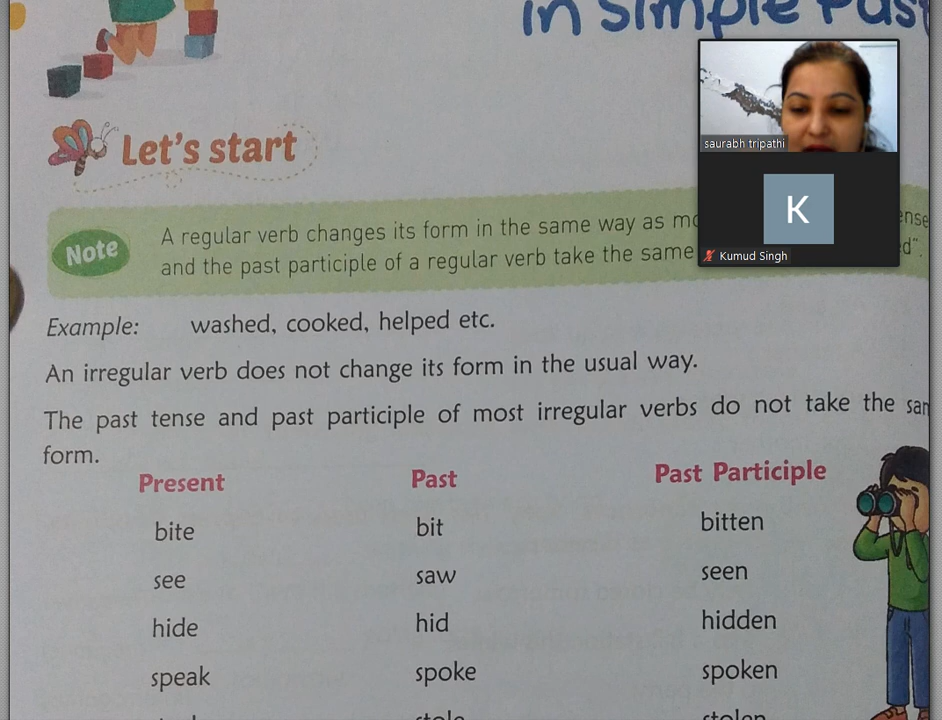 in Simple Past
Let's start
saurabh tripathi
K
Kumud Singh
Note
A regular verb changes its form in the same way as
and the past participle of a regular verb take the same
Example: washed, cooked, helped etc.
An irregular verb does not change its form in the usual way.
The past tense and past participle of most irregular verbs do not take the
form.
Present Past Past Participle
bite bit bitten
see saw seen
hide hid hidden
speak spoke spoken
stole stolen